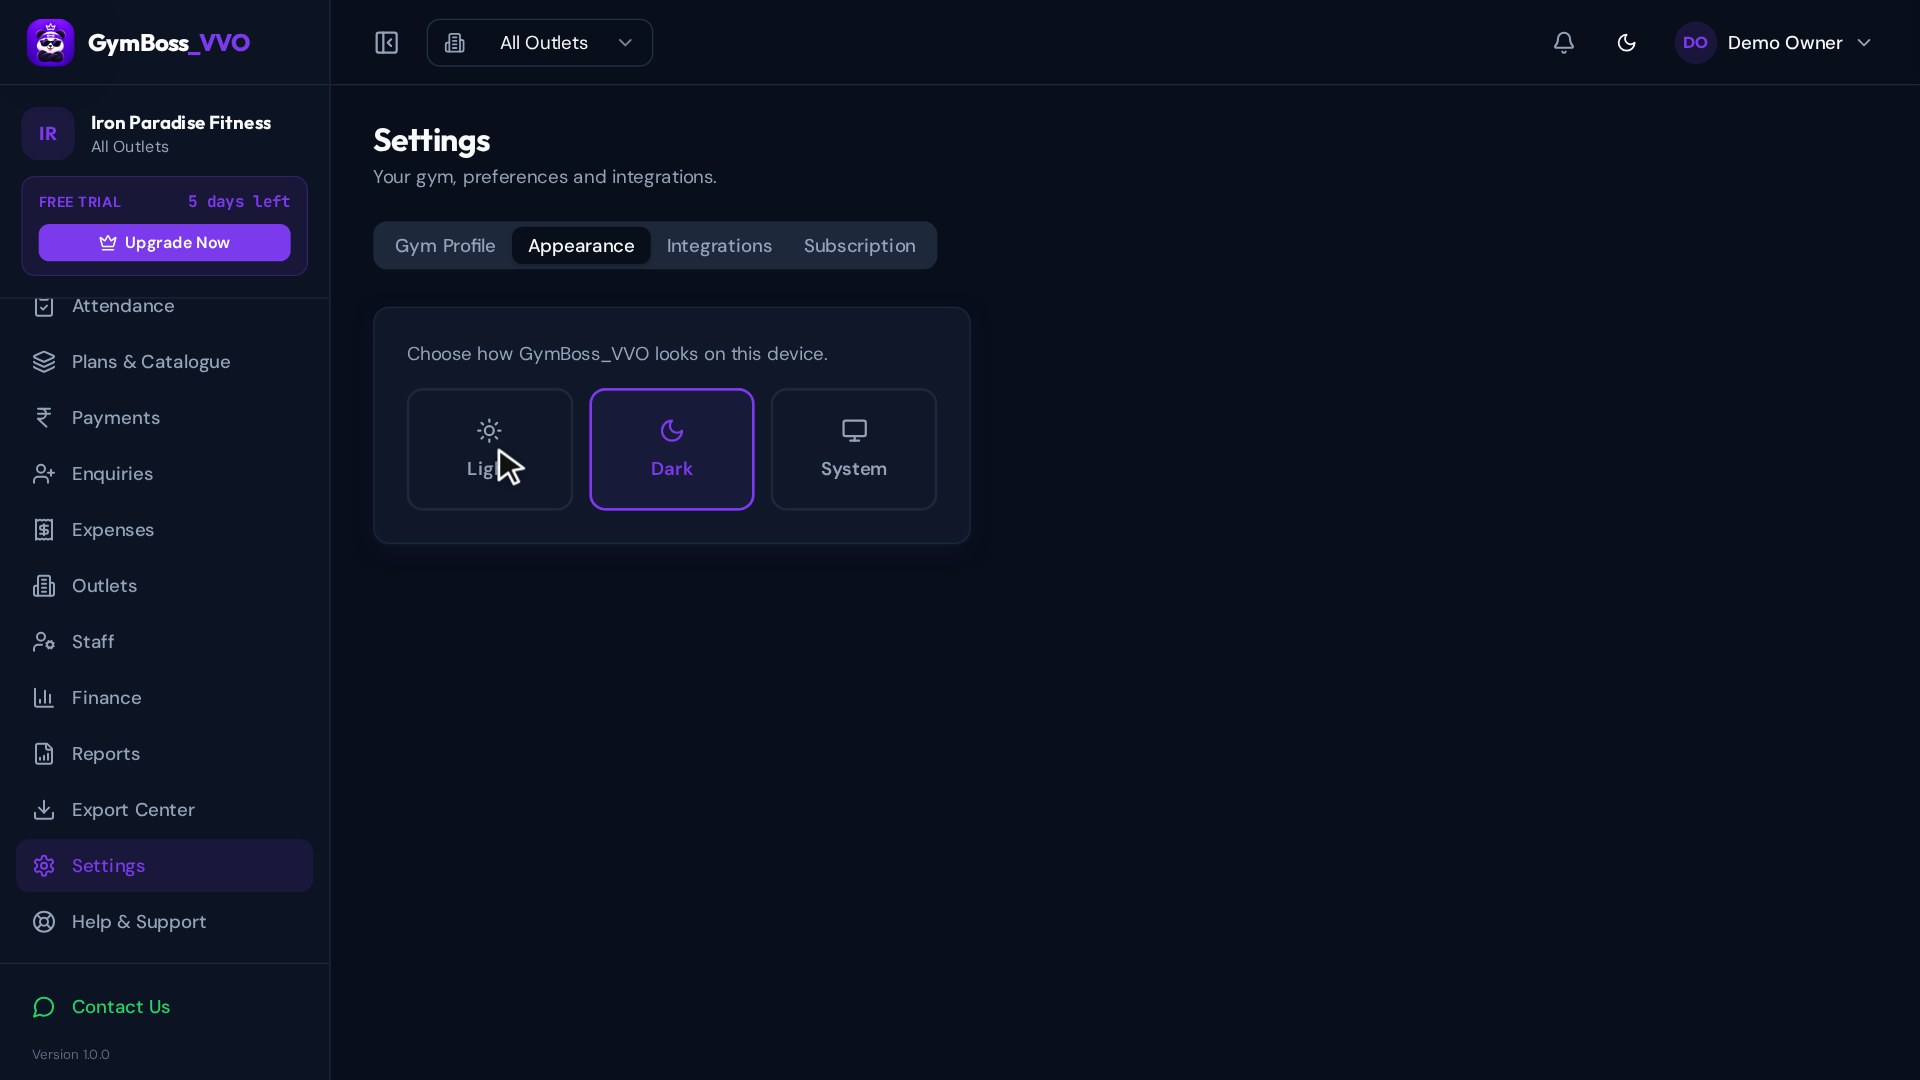 GymBoss_VVO
All Outlets
DO
Demo Owner
IR
Iron Paradise Fitness
All Outlets
FREE TRIAL
5 days left
Upgrade Now
Attendance
Plans & Catalogue
Payments
Enquiries
Expenses
Outlets
Staff
Finance
Reports
Export Center
Settings
Help & Support
Contact Us
Version 1.0.0
Settings
Your gym, preferences and integrations.
Gym Profile
Appearance
Integrations
Subscription
Choose how GymBoss_VVO looks on this device.
Dark
System